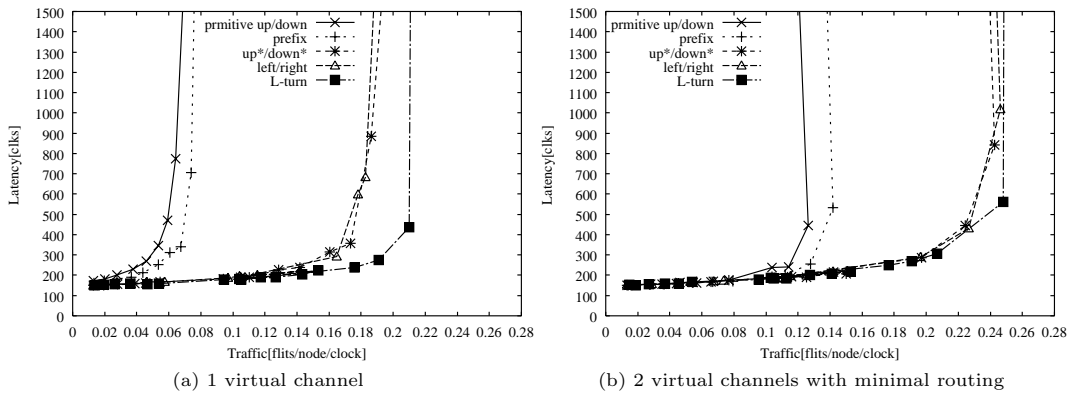 1500
1400
1300
1200
1100
1000
900
800
700
600
500
400
300
200
100
0
Latency[clks]
prmitive up/down
prefix
up*/down*
left/right
L-turn
0 0.02 0.04 0.06 0.08 0.1 0.12 0.14 0.16 0.18 0.2 0.22 0.24 0.26 0.28
Traffic[flits/node/clock]
(a) 1 virtual channel
1500
1400
1300
1200
1100
1000
900
800
700
600
500
400
300
200
100
0
Latency[clks]
prmitive up/down
prefix
up*/down*
left/right
L-turn
0 0.02 0.04 0.06 0.08 0.1 0.12 0.14 0.16 0.18 0.2 0.22 0.24 0.26 0.28
Traffic[flits/node/clock]
(b) 2 virtual channels with minimal routing